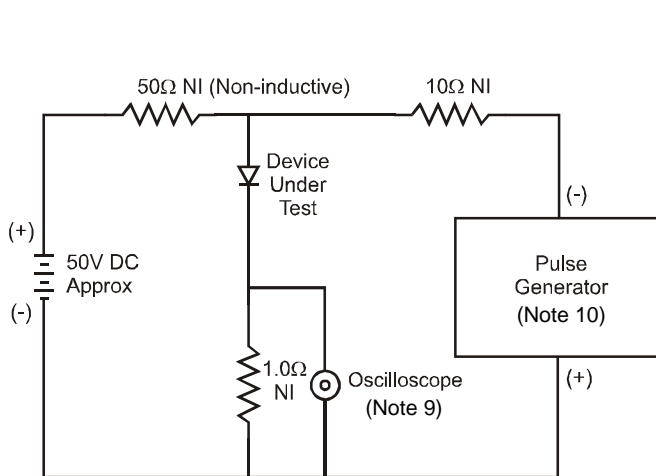 50Ω NI (Non-inductive)
10Ω NI
Device
Under
Test
(-)
(+)
50V DC
Approx
(-)
Pulse
Generator
(Note 10)
1.0Ω
NI
Oscilloscope
(Note 9)
(+)